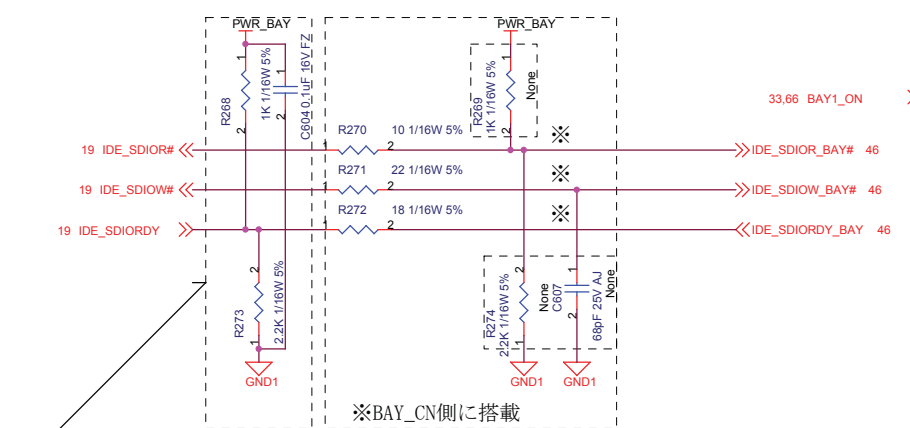 PWR_BAY
PWR_BAY
1
2
R268
1K 1/16W 5%
1
2
C604 0.1uF 16V FZ
1
2
R269
1K 1/16W 5%
None
33,66 BAY1_ON
19 IDE_SDIOR#
1
R270 10 1/16W 5%
2
※
IDE_SDIOR_BAY# 46
19 IDE_SDIOW#
1
R271 22 1/16W 5%
2
※
IDE_SDIOW_BAY# 46
19 IDE_SDIORDY
1
R272 18 1/16W 5%
2
※
IDE_SDIORDY_BAY 46
2
1
R273
2.2K 1/16W 5%
2
1
R274
2.2K 1/16W 5%
None
1
2
C607
68pF 25V AJ
None
GND1
GND1
GND1
※BAY_CN側に搭載